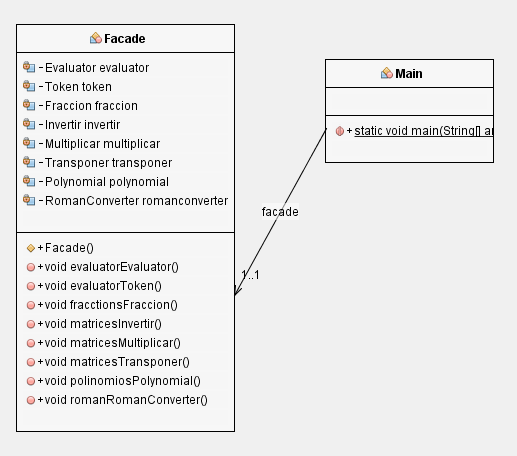 Facade
- Evaluator evaluator
- Token token
- Fraccion fraccion
- Invertir invertir
- Multiplicar multiplicar
- Transponer transponer
- Polynomial polynomial
- RomanConverter romanconverter
+ Facade()
+ void evaluatorEvaluator()
+ void evaluatorToken()
+ void fracctionsFraccion()
+ void matricesInvertir()
+ void matricesMultiplicar()
+ void matricesTransponer()
+ void polinomiosPolynomial()
+ void romanRomanConverter()
Main
+ static void main(String[] ar
facade
1..1